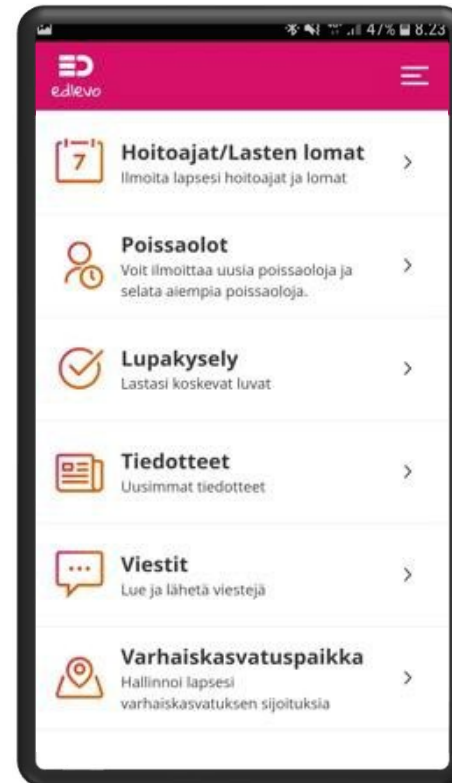 47% 8.23
edlevo
7
Hoitoajat/Lasten lomat
Ilmoita lapsesi hoitoajat ja lomat
Poissaolot
Voit ilmoittaa uusia poissaoloja ja
selata aiempia poissaoloja.
Lupakysely
Lastasi koskevat luvat
Tiedotteet
Uusimmat tiedotteet
Viestit
Lue ja lähetä viestejä
Varhaiskasvatuspaikka
Hallinnoi lapsesi
varhaiskasvatuksen sijoituksia